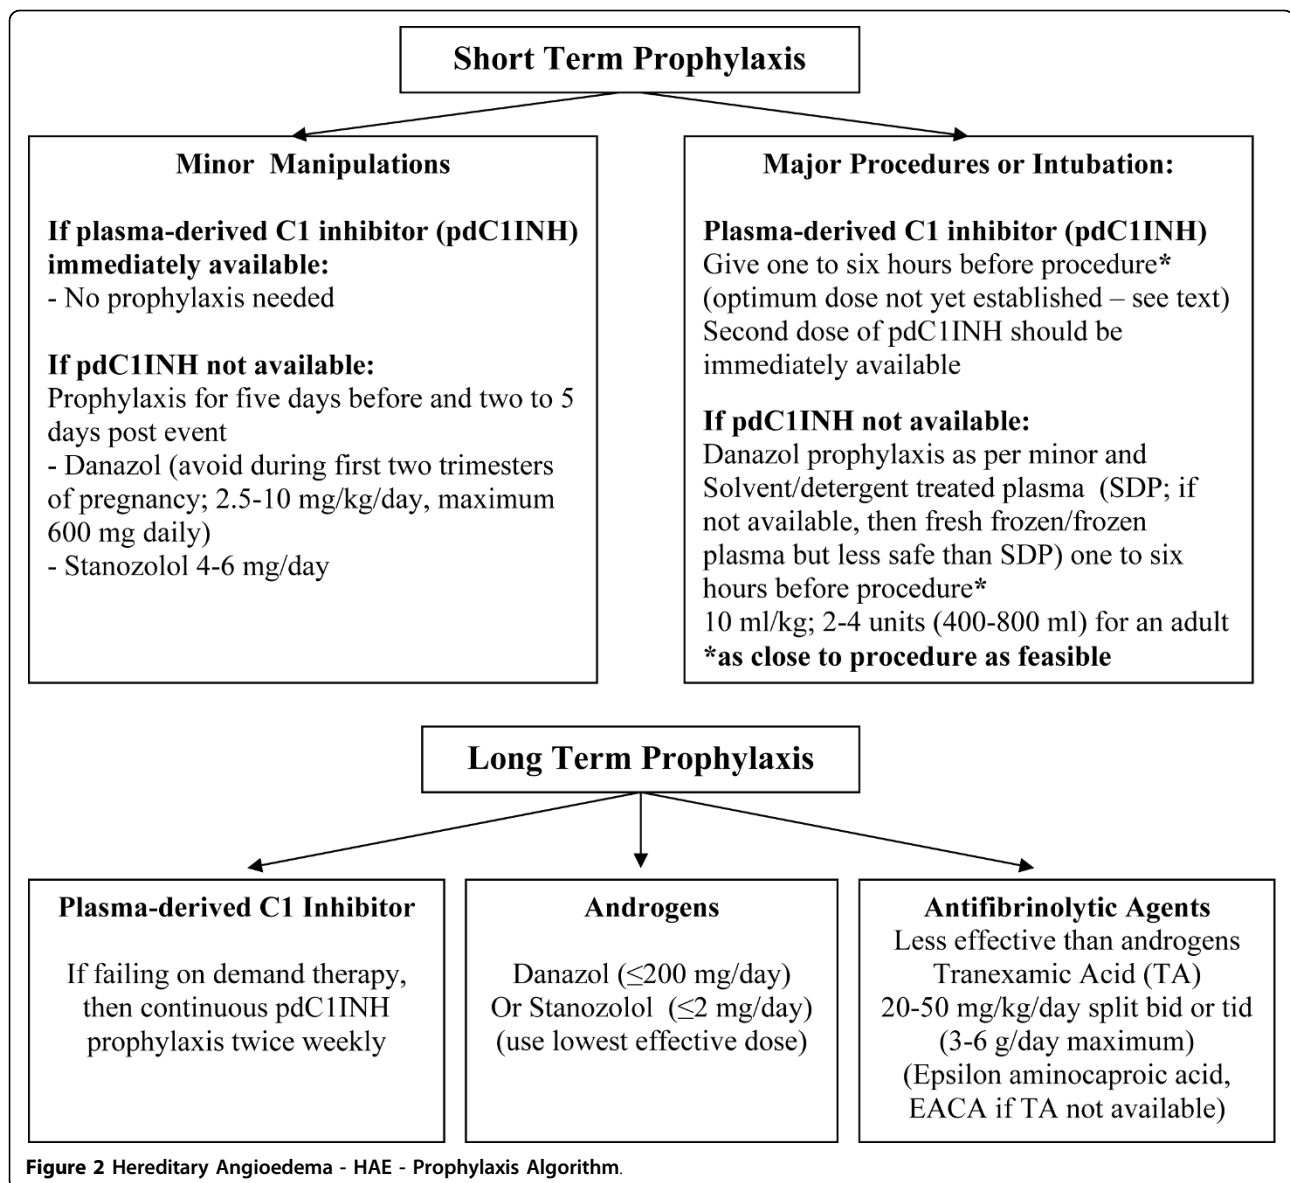 Short Term Prophylaxis
Minor Manipulations
If plasma-derived C1 inhibitor (pdC1INH)
immediately available:
- No prophylaxis needed
If pdC1INH not available:
Prophylaxis for five days before and two to 5
days post event
- Danazol (avoid during first two trimesters
of pregnancy; 2.5-10 mg/kg/day, maximum
600 mg daily)
- Stanozolol 4-6 mg/day
Major Procedures or Intubation:
Plasma-derived C1 inhibitor (pdC1INH)
Give one to six hours before procedure*
(optimum dose not yet established – see text)
Second dose of pdC1INH should be
immediately available
If pdC1INH not available:
Danazol prophylaxis as per minor and
Solvent/detergent treated plasma (SDP; if
not available, then fresh frozen/frozen
plasma but less safe than SDP) one to six
hours before procedure*
10 ml/kg; 2-4 units (400-800 ml) for an adult
*as close to procedure as feasible
Long Term Prophylaxis
Plasma-derived C1 Inhibitor
If failing on demand therapy,
then continuous pdC1INH
prophylaxis twice weekly
Androgens
Danazol (≤200 mg/day)
Or Stanozolol (≤2 mg/day)
(use lowest effective dose)
Antifibrinolytic Agents
Less effective than androgens
Tranexamic Acid (TA)
20-50 mg/kg/day split bid or tid
(3-6 g/day maximum)
(Epsilon aminocaproic acid,
EACA if TA not available)
Figure 2 Hereditary Angioedema - HAE - Prophylaxis Algorithm.